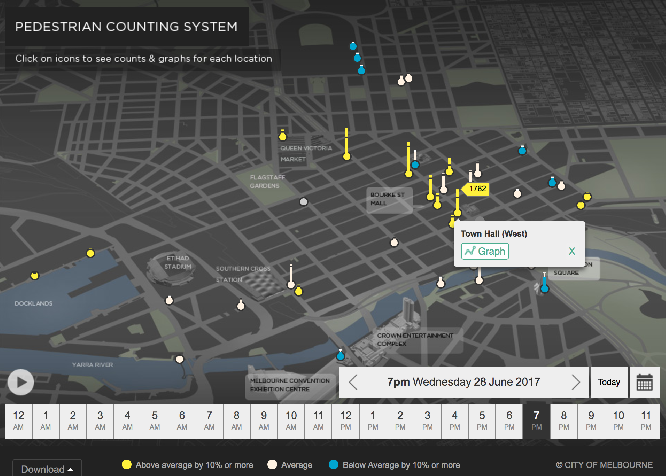 PEDESTRIAN COUNTING SYSTEM
Click on icons to see counts & graphs for each location
QUEEN VICTORIA
MARKET
FLAGSTAFF
GARDENS
BOURKE ST
MALL
1762
Town Hall (West)
Graph X
ETIHAD
STADIUM
SOUTHERN CROSS
STATION
SQUARE
DOCKLANDS
CROWN ENTERTAINMENT
COMPLEX
YARRA RIVER
MELBOURNE CONVENTION
EXHIBITION CENTRE
7pm Wednesday 28 June 2017
Today
12 1 2 3 4 5 6 7 8 9 10 11 12 1 2 3 4 5 6 7 8 9 10 11
AM AM AM AM AM AM AM AM AM AM AM AM PM PM PM PM PM PM PM PM PM PM PM PM
Download
Above average by 10% or more
Average
Below Average by 10% or more
© CITY OF MELBOURNE